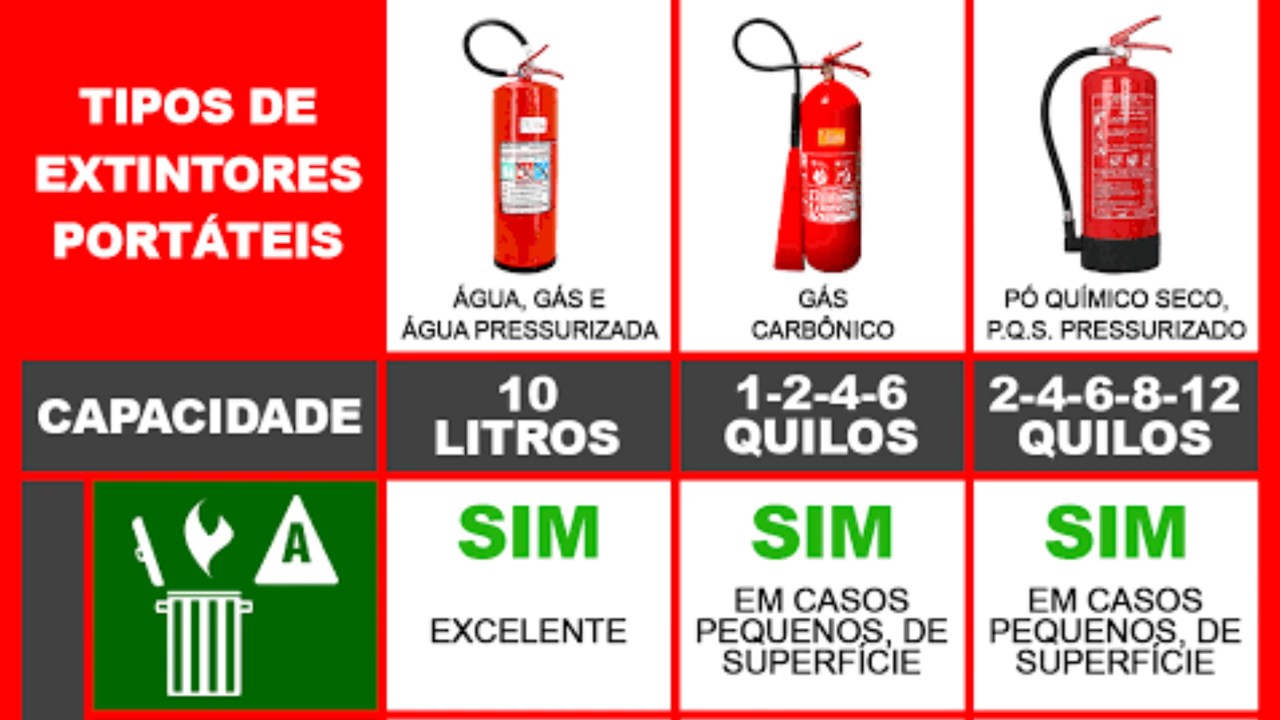 TIPOS DE
EXTINTORES
PORTÁTEIS
ÁGUA, GÁS E
ÁGUA PRESSURIZADA
GÁS
CARBÔNICO
PÓ QUÍMICO SECO,
P.Q.S. PRESSURIZADO
CAPACIDADE
10
LITROS
1-2-4-6
QUILOS
2-4-6-8-12
QUILOS
A
SIM
EXCELENTE
SIM
EM CASOS
PEQUENOS, DE
SUPERFÍCIE
SIM
EM CASOS
PEQUENOS, DE
SUPERFÍCIE